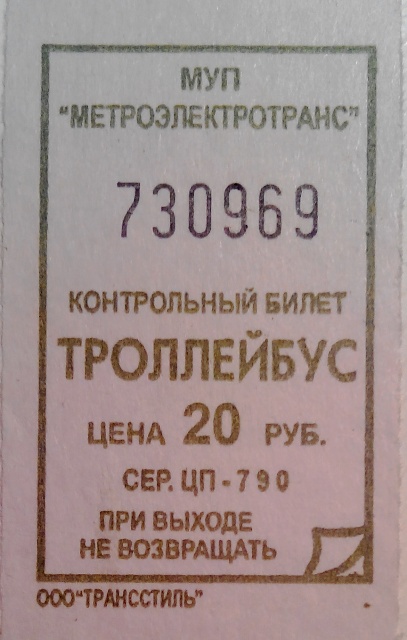 МУП
"МЕТРОЭЛЕКТРОТРАНС"
730969
КОНТРОЛЬНЫЙ БИЛЕТ
ТРОЛЛЕЙБУС
ЦЕНА 20 РУБ.
СЕР. ЦП - 790
ПРИ ВЫХОДЕ
НЕ ВОЗВРАЩАТЬ
ООО"ТРАНССТИЛЬ"